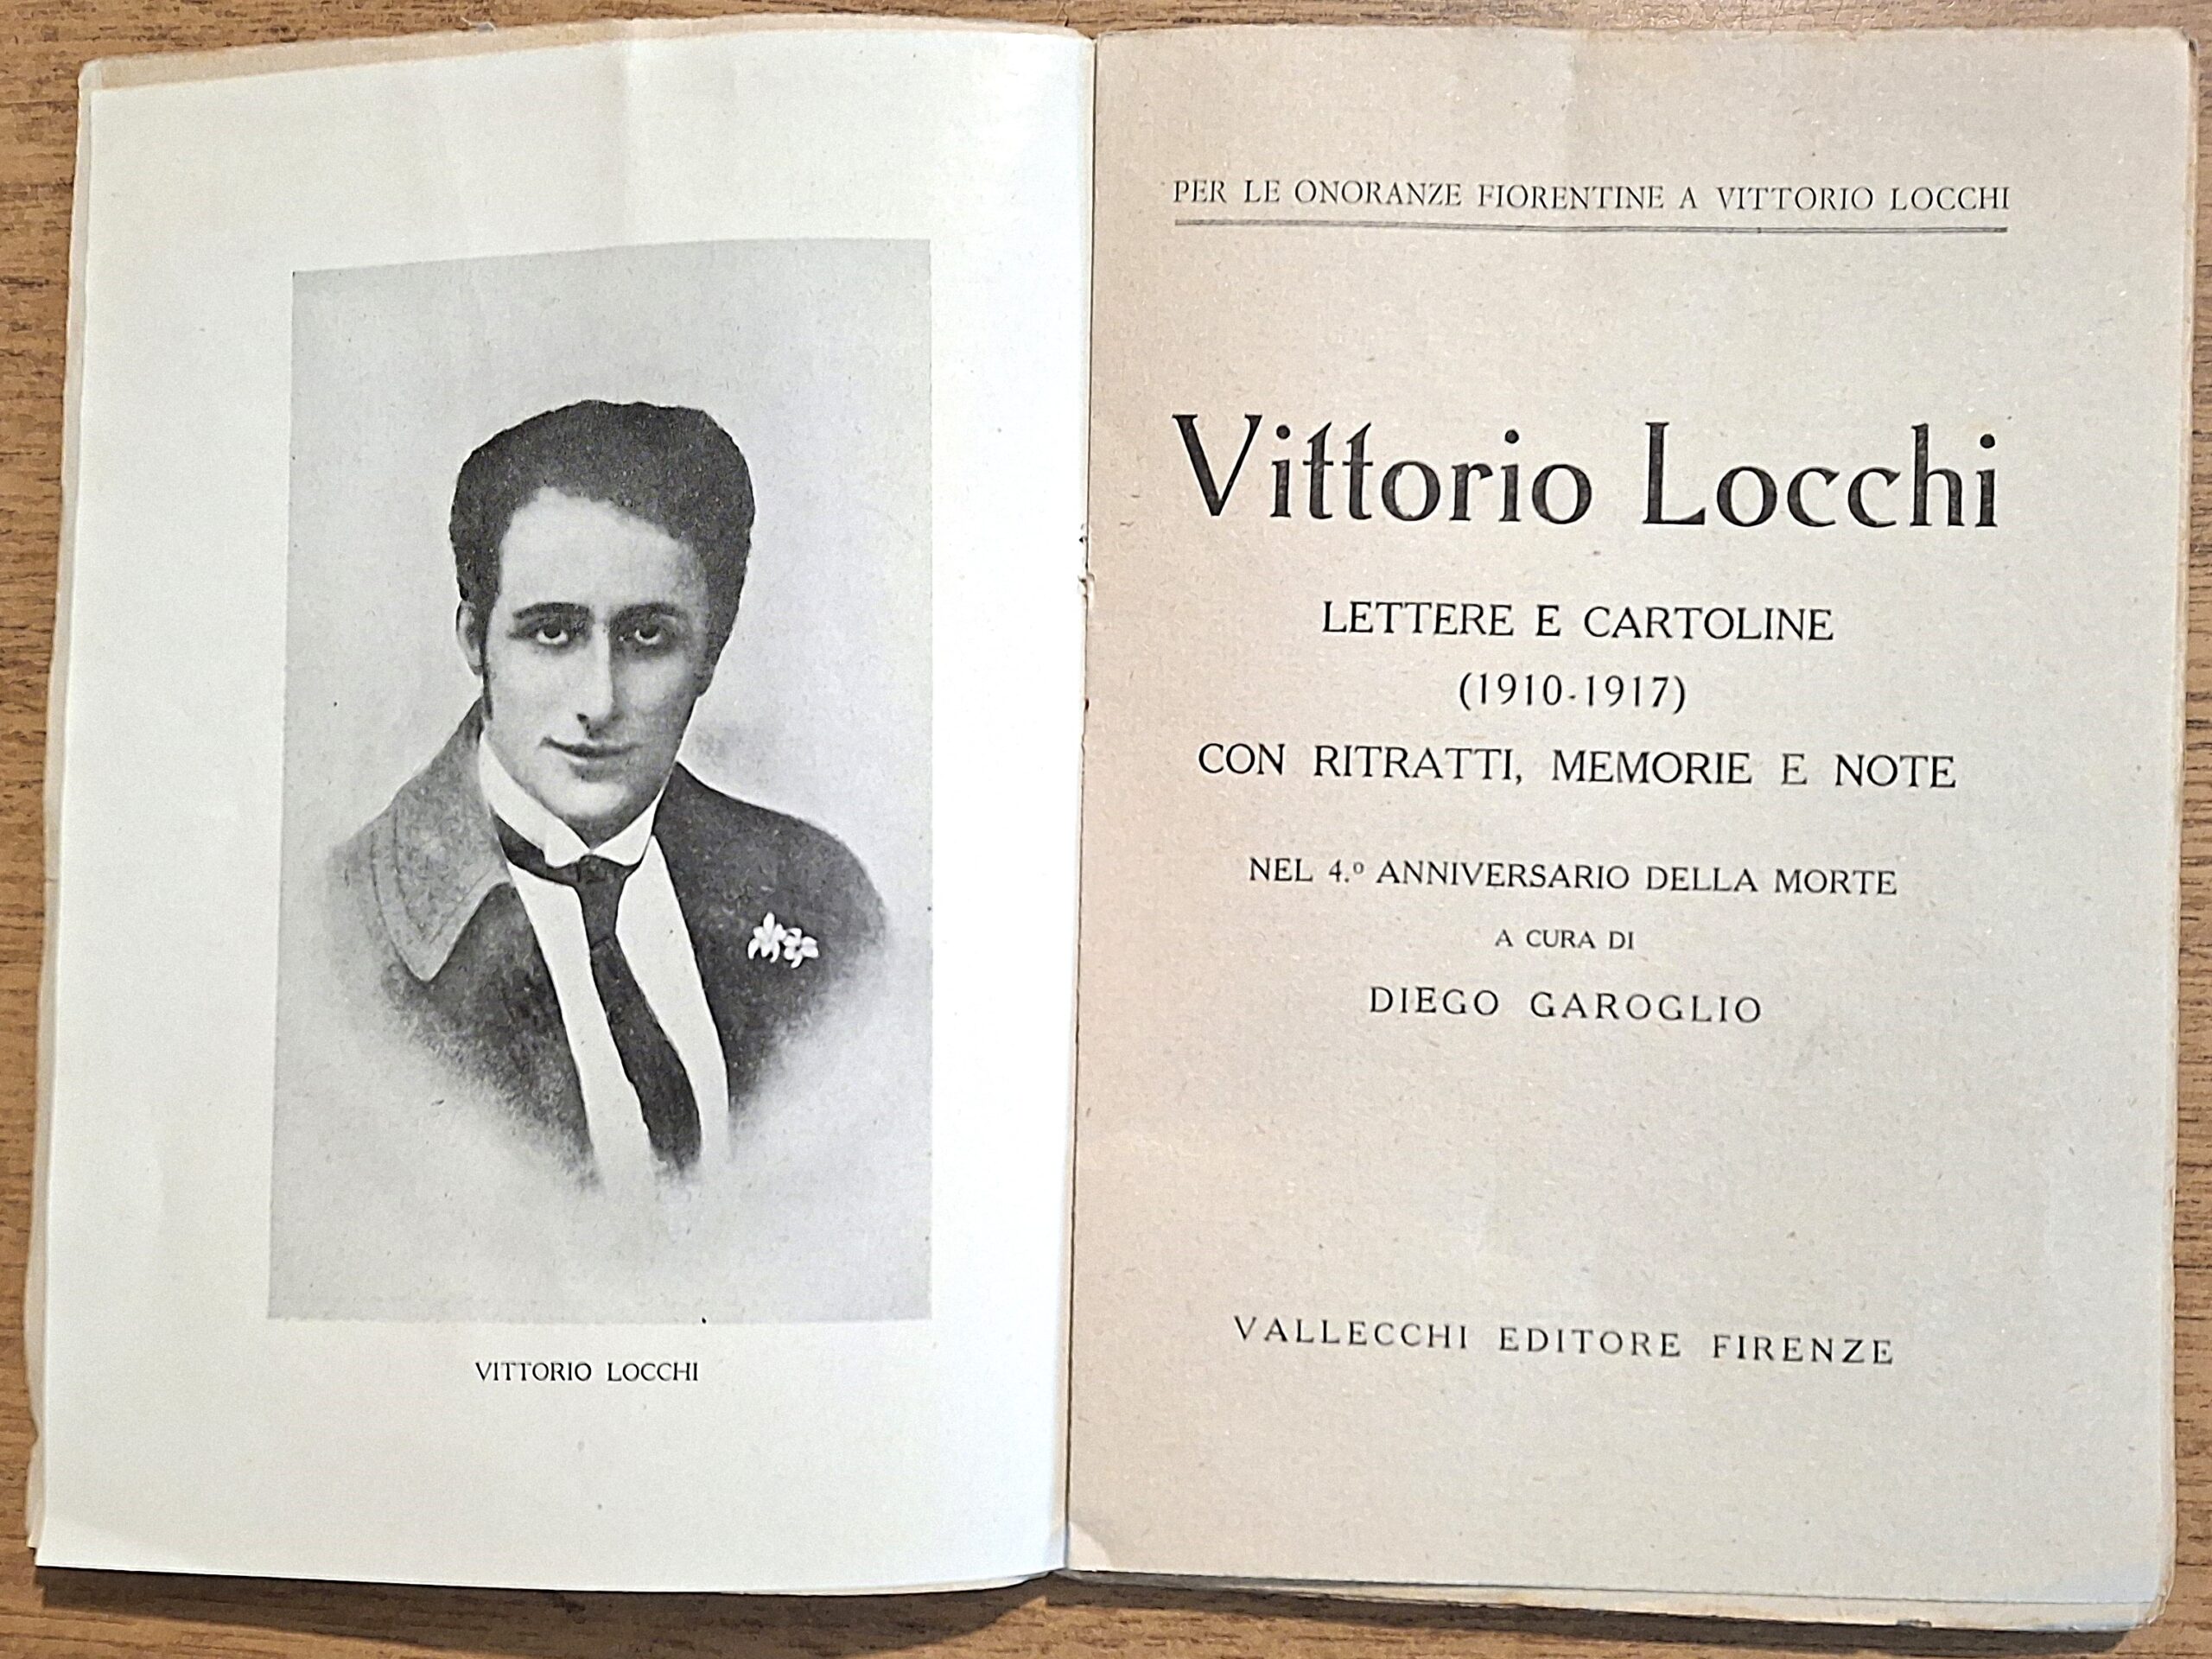 VITTORIO LOCCHI
PER LE ONORANZE FIORENTINE A VITTORIO LOCCHI
Vittorio Locchi
LETTERE E CARTOLINE
(1910-1917)
CON RITRATTI, MEMORIE E NOTE
NEL 4.º ANNIVERSARIO DELLA MORTE
A CURA DI
DIEGO GAROGLIO
VALLECCHI EDITORE FIRENZE